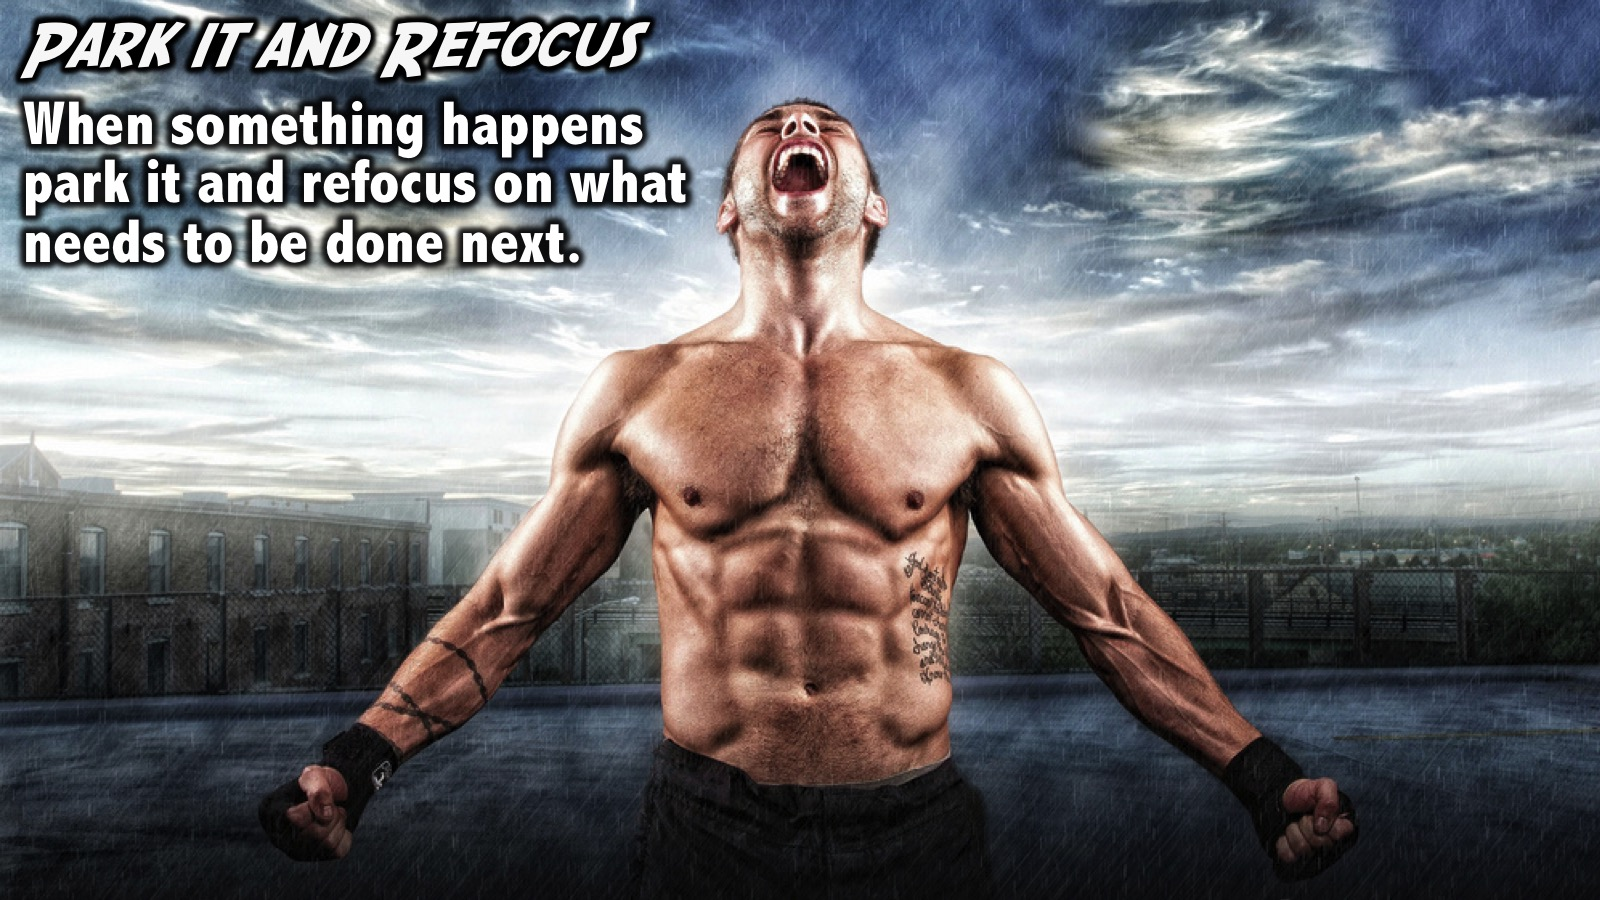 Park it and Refocus
When something happens
park it and refocus on what
needs to be done next.